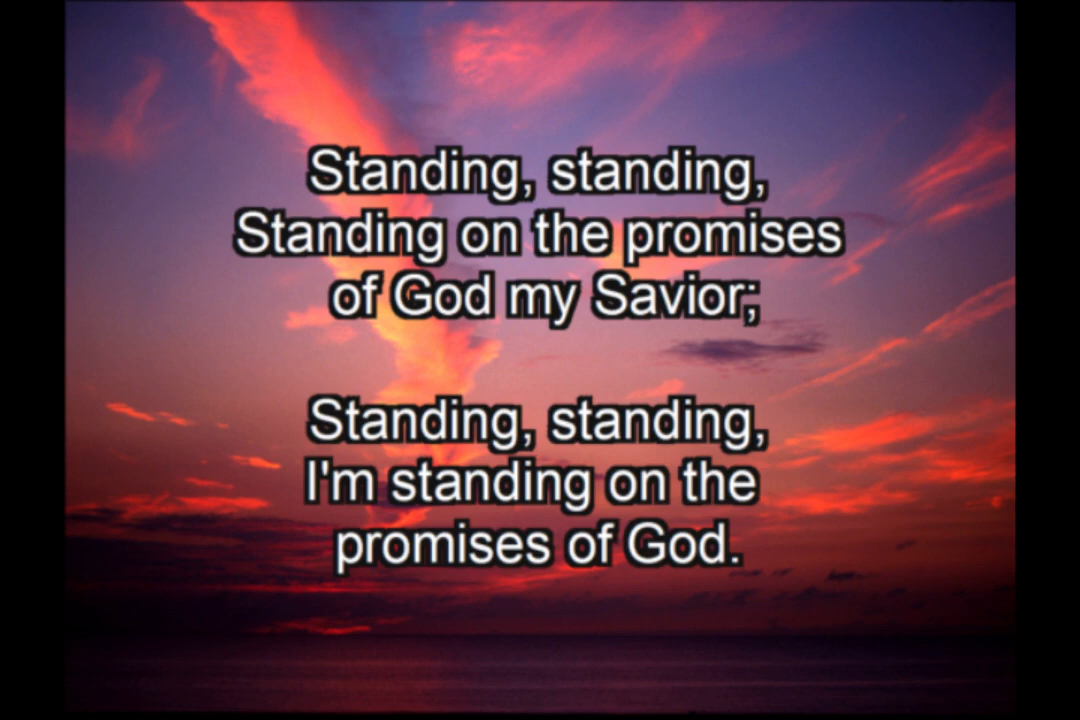 Standing, standing,
Standing on the promises
of God my Savior;
Standing, standing,
I'm standing on the
promises of God.